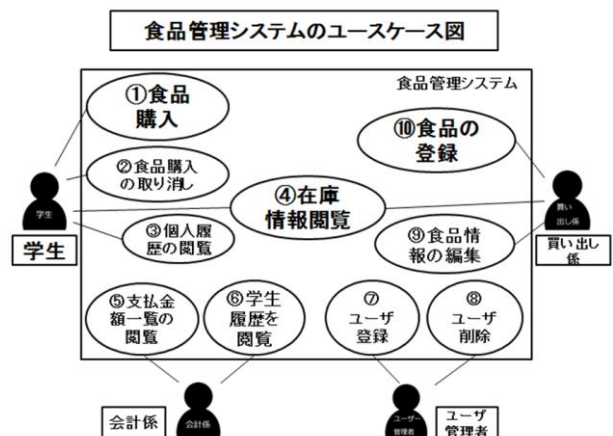 食品管理システムのユースケース図
食品管理システム
①食品
購入
⑩食品の
登録
②食品購入
の取り消し
④在庫
情報閲覧
学生
買い
出し係
③個人履
歴の閲覧
⑨食品情
報の編集
学生
買い出し
係
⑤支払金
額一覧の
閲覧
⑥学生
履歴を
閲覧
⑦
ユーザ
登録
⑧
ユーザ
削除
会計係
会計係
ユーザー
管理者
ユーザ
管理者